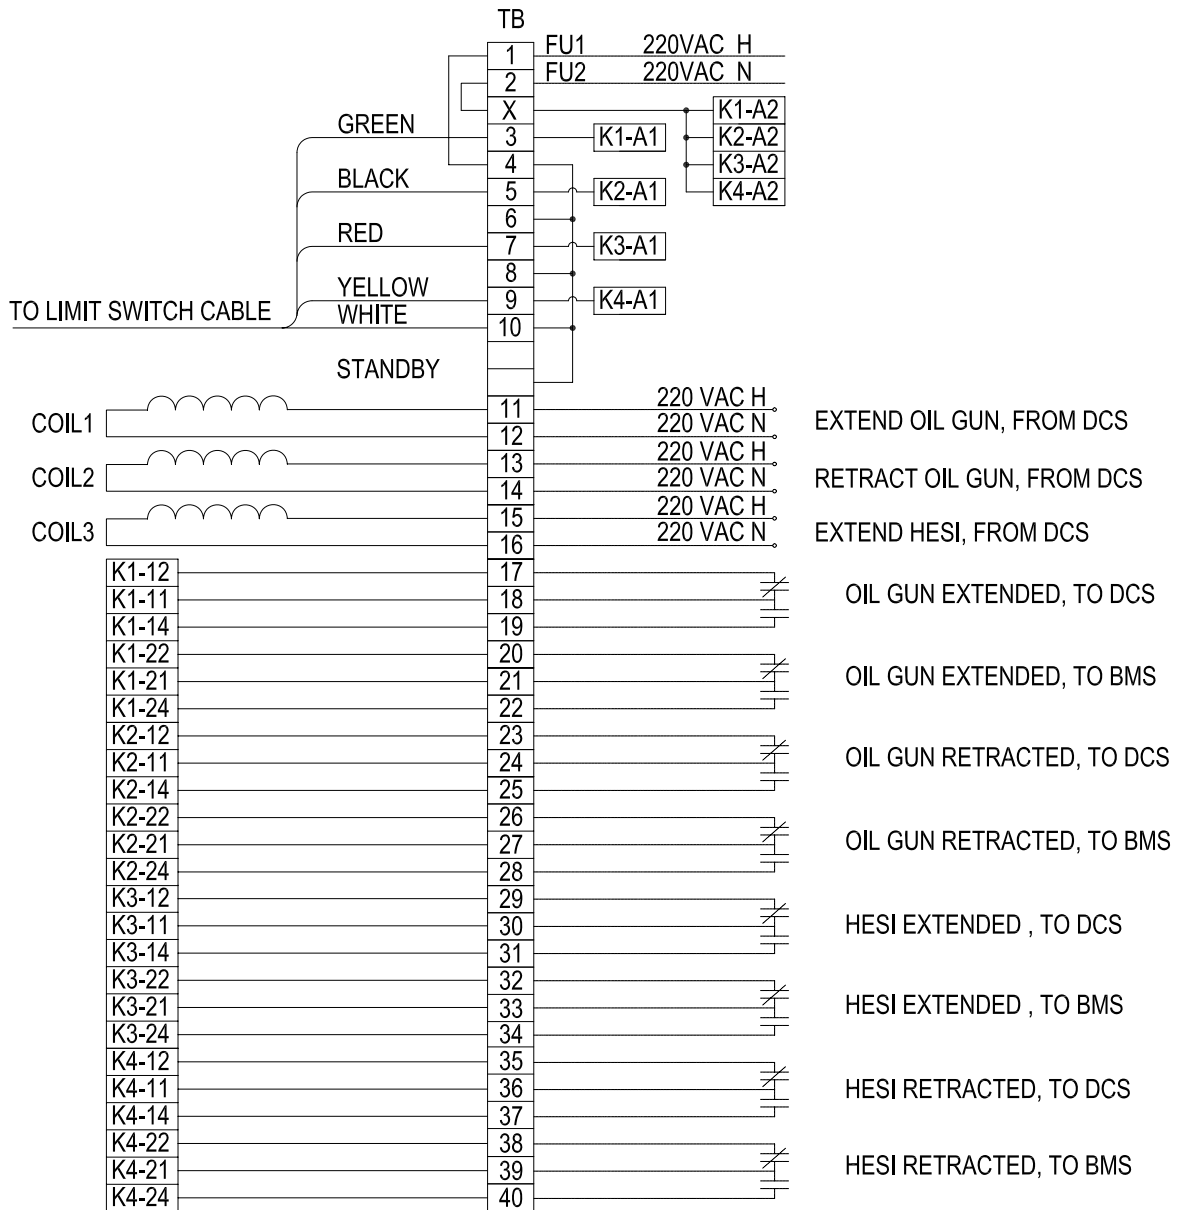 TB
1 FU1 220VAC H
2 FU2 220VAC N
X K1-A2
GREEN 3 K1-A1 K2-A2
4 K3-A2
BLACK 5 K2-A1 K4-A2
6
RED 7 K3-A1
8
YELLOW 9 K4-A1
TO LIMIT SWITCH CABLE WHITE 10
STANDBY
11 220 VAC H
COIL1 EXTEND OIL GUN, FROM DCS
12 220 VAC N
13 220 VAC H
COIL2 RETRACT OIL GUN, FROM DCS
14 220 VAC N
15 220 VAC H
COIL3 EXTEND HESI, FROM DCS
16 220 VAC N
K1-12 17
K1-11 18 OIL GUN EXTENDED, TO DCS
K1-14 19
K1-22 20
K1-21 21 OIL GUN EXTENDED, TO BMS
K1-24 22
K2-12 23
K2-11 24 OIL GUN RETRACTED, TO DCS
K2-14 25
K2-22 26
K2-21 27 OIL GUN RETRACTED, TO BMS
K2-24 28
K3-12 29
K3-11 30 HESI EXTENDED , TO DCS
K3-14 31
K3-22 32
K3-21 33 HESI EXTENDED , TO BMS
K3-24 34
K4-12 35
K4-11 36 HESI RETRACTED, TO DCS
K4-14 37
K4-22 38
K4-21 39 HESI RETRACTED, TO BMS
K4-24 40